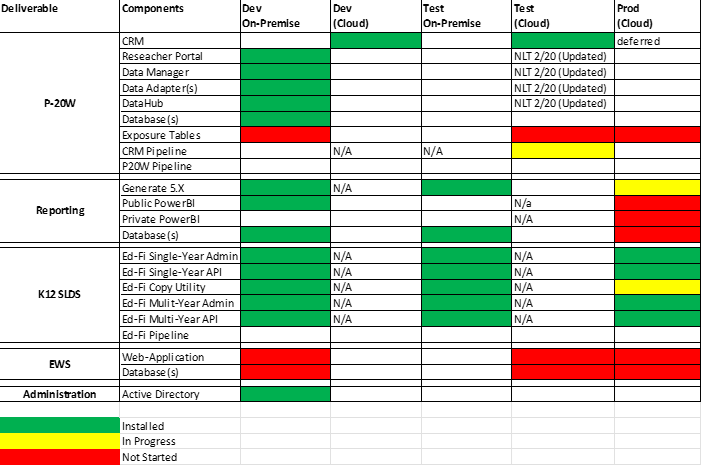 Deliverable Components Dev On-Premise Dev (Cloud) Test On-Premise Test (Cloud) Prod (Cloud)
P-20W
CRM deferred
Reseacher Portal NLT 2/20 (Updated)
Data Manager NLT 2/20 (Updated)
Data Adapter(s) NLT 2/20 (Updated)
DataHub NLT 2/20 (Updated)
Database(s)
Exposure Tables
CRM Pipeline N/A N/A
P20W Pipeline
Reporting
Generate 5.X N/A
Public PowerBI N/a
Private PowerBI N/A
Database(s)
K12 SLDS
Ed-Fi Single-Year Admin N/A N/A
Ed-Fi Single-Year API N/A N/A
Ed-Fi Copy Utility N/A N/A
Ed-Fi Mulit-Year Admin N/A N/A
Ed-Fi Multi-Year API N/A N/A
Ed-Fi Pipeline
EWS
Web-Application
Database(s)
Administration Active Directory
Installed
In Progress
Not Started